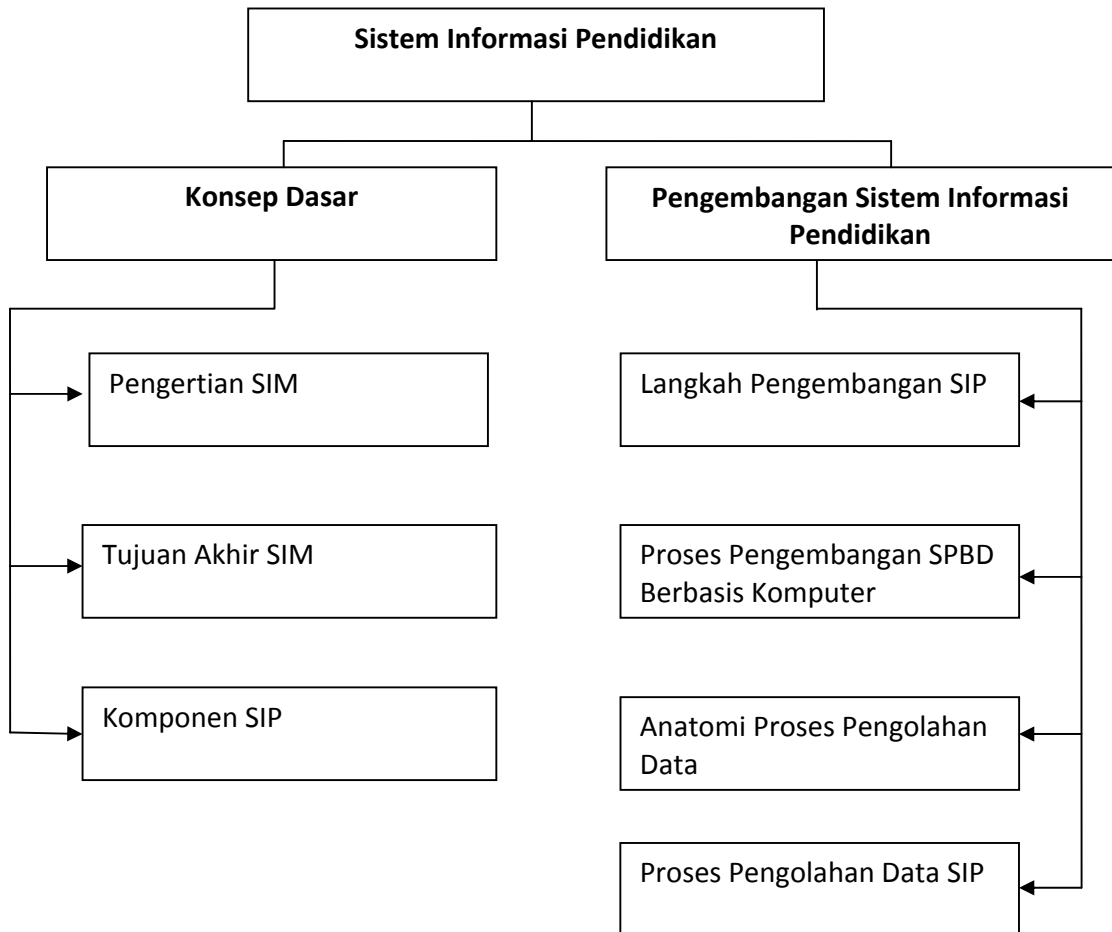 Sistem Informasi Pendidikan
Konsep Dasar
Pengembangan Sistem Informasi
Pendidikan
Pengertian SIM
Tujuan Akhir SIM
Komponen SIP
Langkah Pengembangan SIP
Proses Pengembangan SPBD
Berbasis Komputer
Anatomi Proses Pengolahan
Data
Proses Pengolahan Data SIP